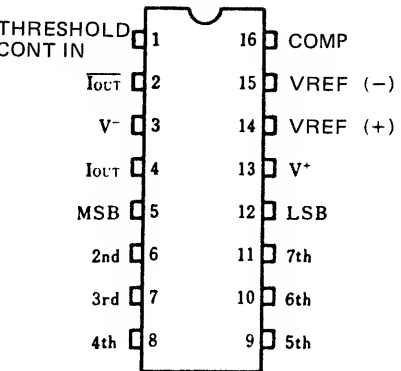 THRESHOLD
CONT IN
1 16 COMP
IOUT 2 15 VREF (−)
V⁻ 3 14 VREF (+)
IOUT 4 13 V⁺
MSB 5 12 LSB
2nd 6 11 7th
3rd 7 10 6th
4th 8 9 5th